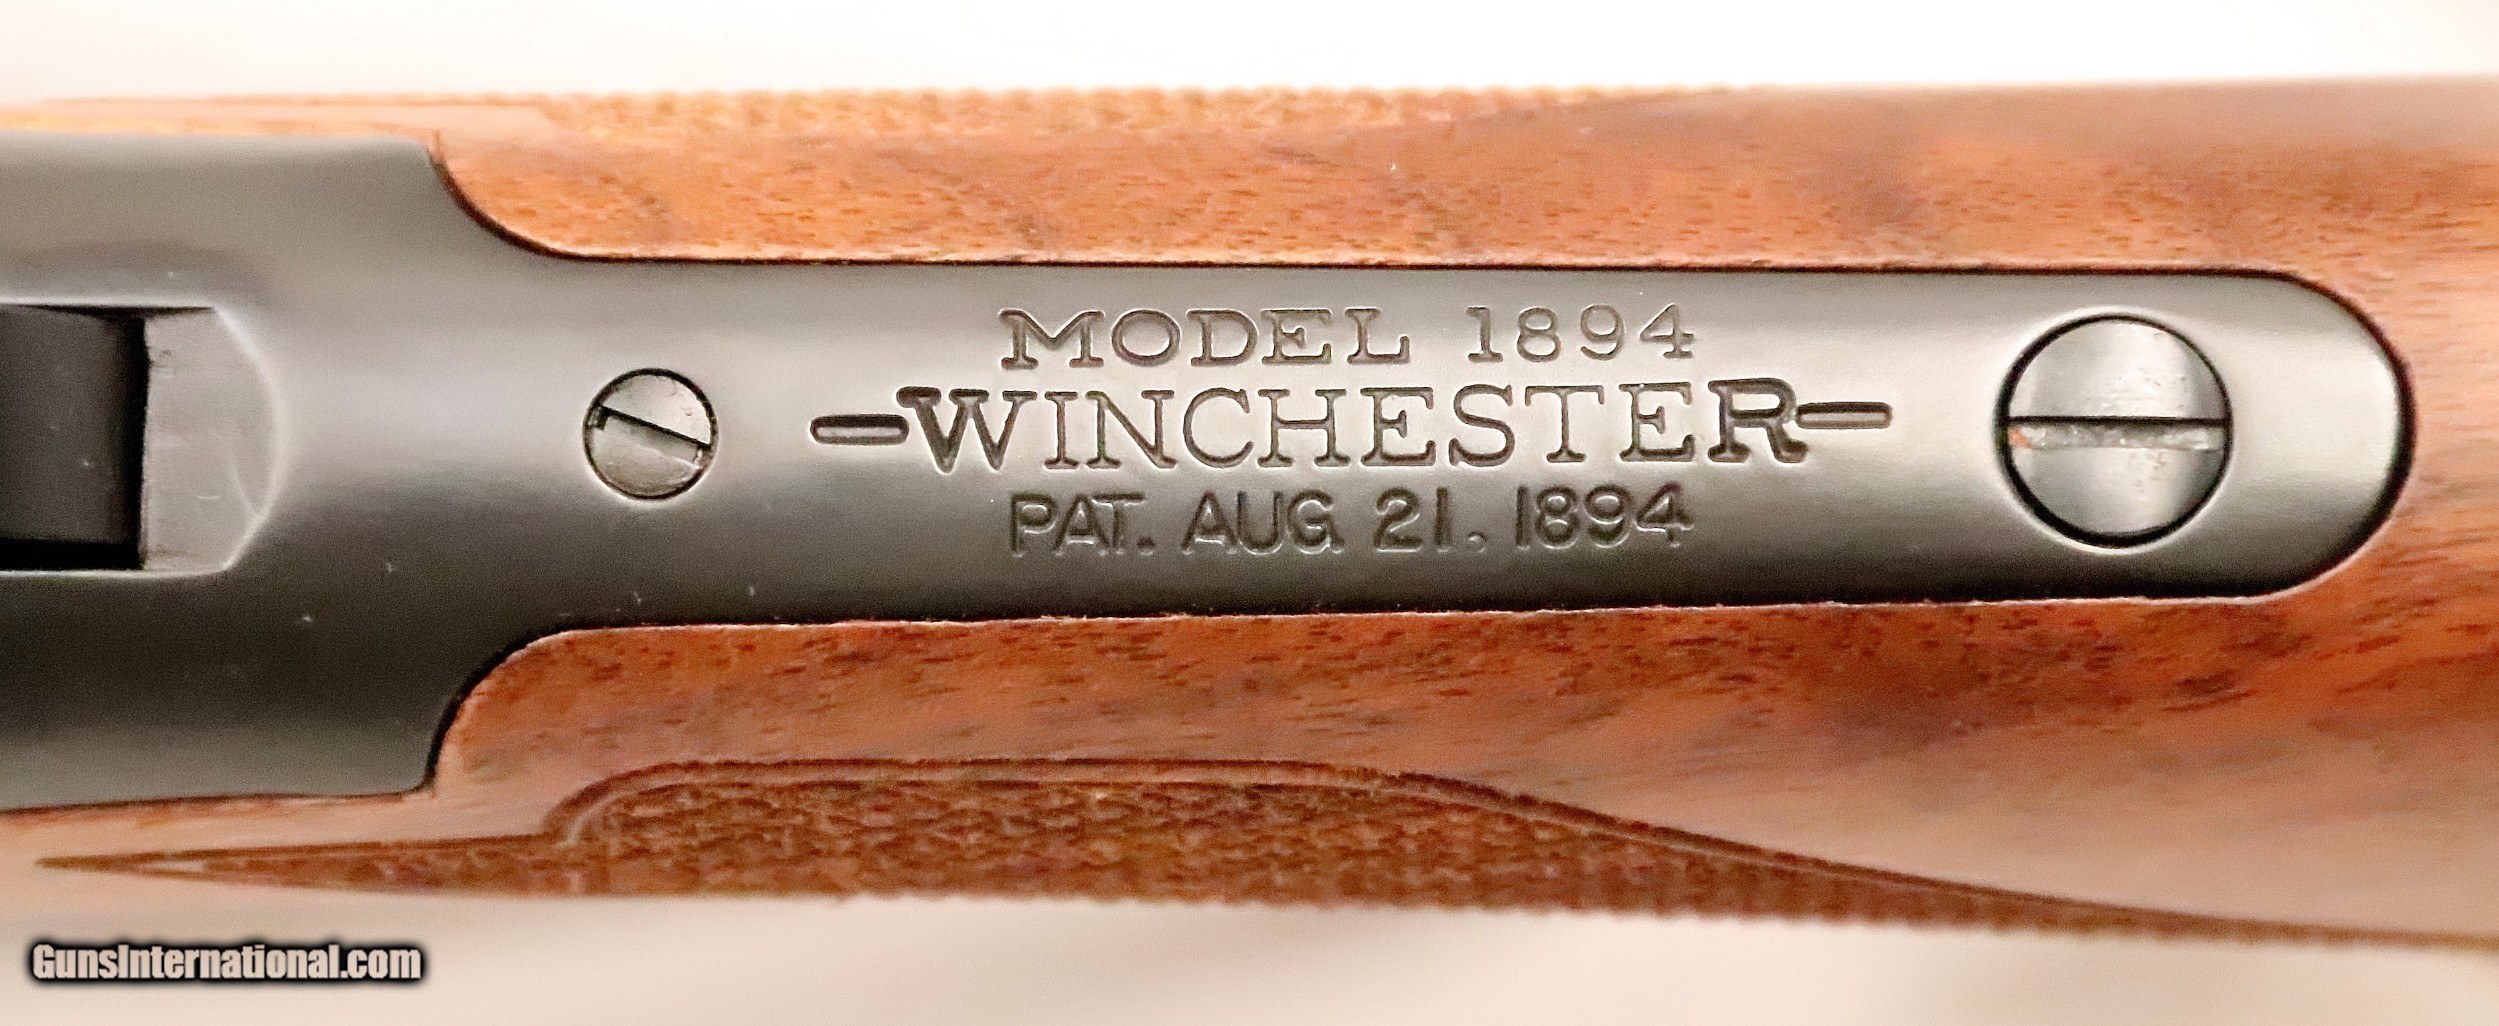 MODEL 1894
-WINCHESTER-
PAT. AUG. 21. 1894
GunsInternational.com